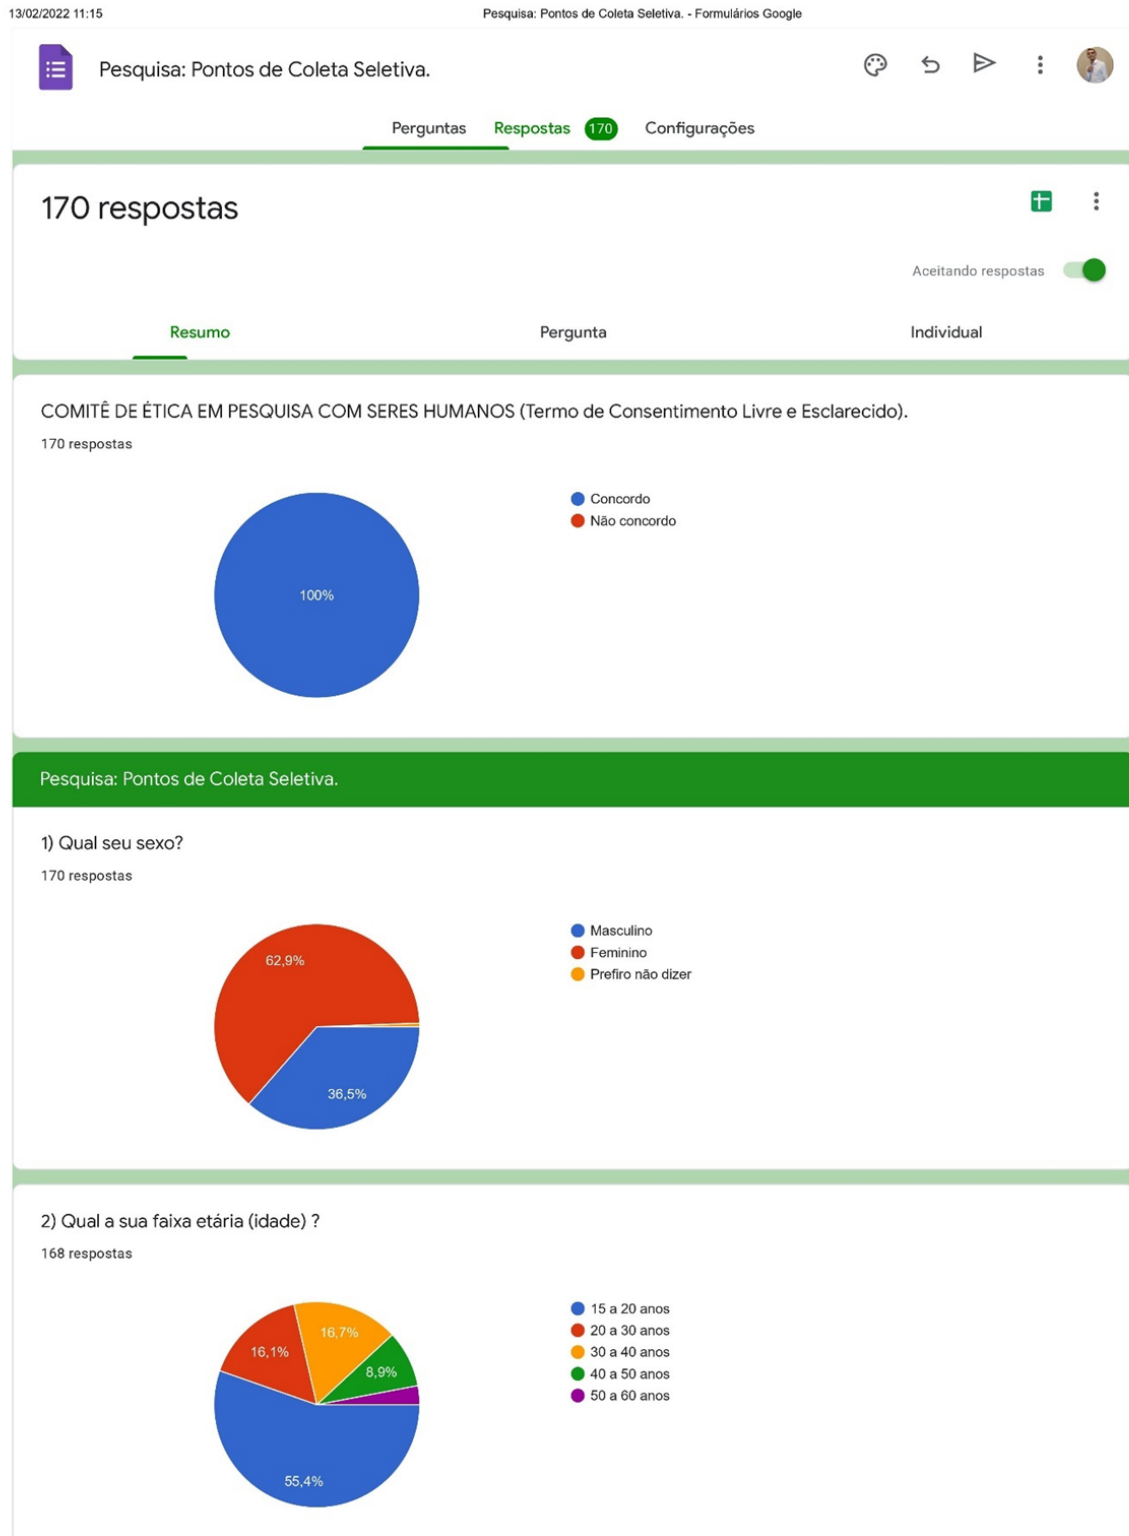 13/02/2022 11:15
Pesquisa: Pontos de Coleta Seletiva. - Formulários Google
Pesquisa: Pontos de Coleta Seletiva.
Perguntas Respostas 170 Configurações
170 respostas
Aceitando respostas
Resumo Pergunta Individual
COMITÊ DE ÉTICA EM PESQUISA COM SERES HUMANOS (Termo de Consentimento Livre e Esclarecido).
170 respostas
Concordo
Não concordo
100%
Pesquisa: Pontos de Coleta Seletiva.
1) Qual seu sexo?
170 respostas
Masculino
Feminino
Prefiro não dizer
62,9%
36,5%
2) Qual a sua faixa etária (idade) ?
168 respostas
15 a 20 anos
20 a 30 anos
30 a 40 anos
40 a 50 anos
50 a 60 anos
16,7%
16,1%
8,9%
55,4%